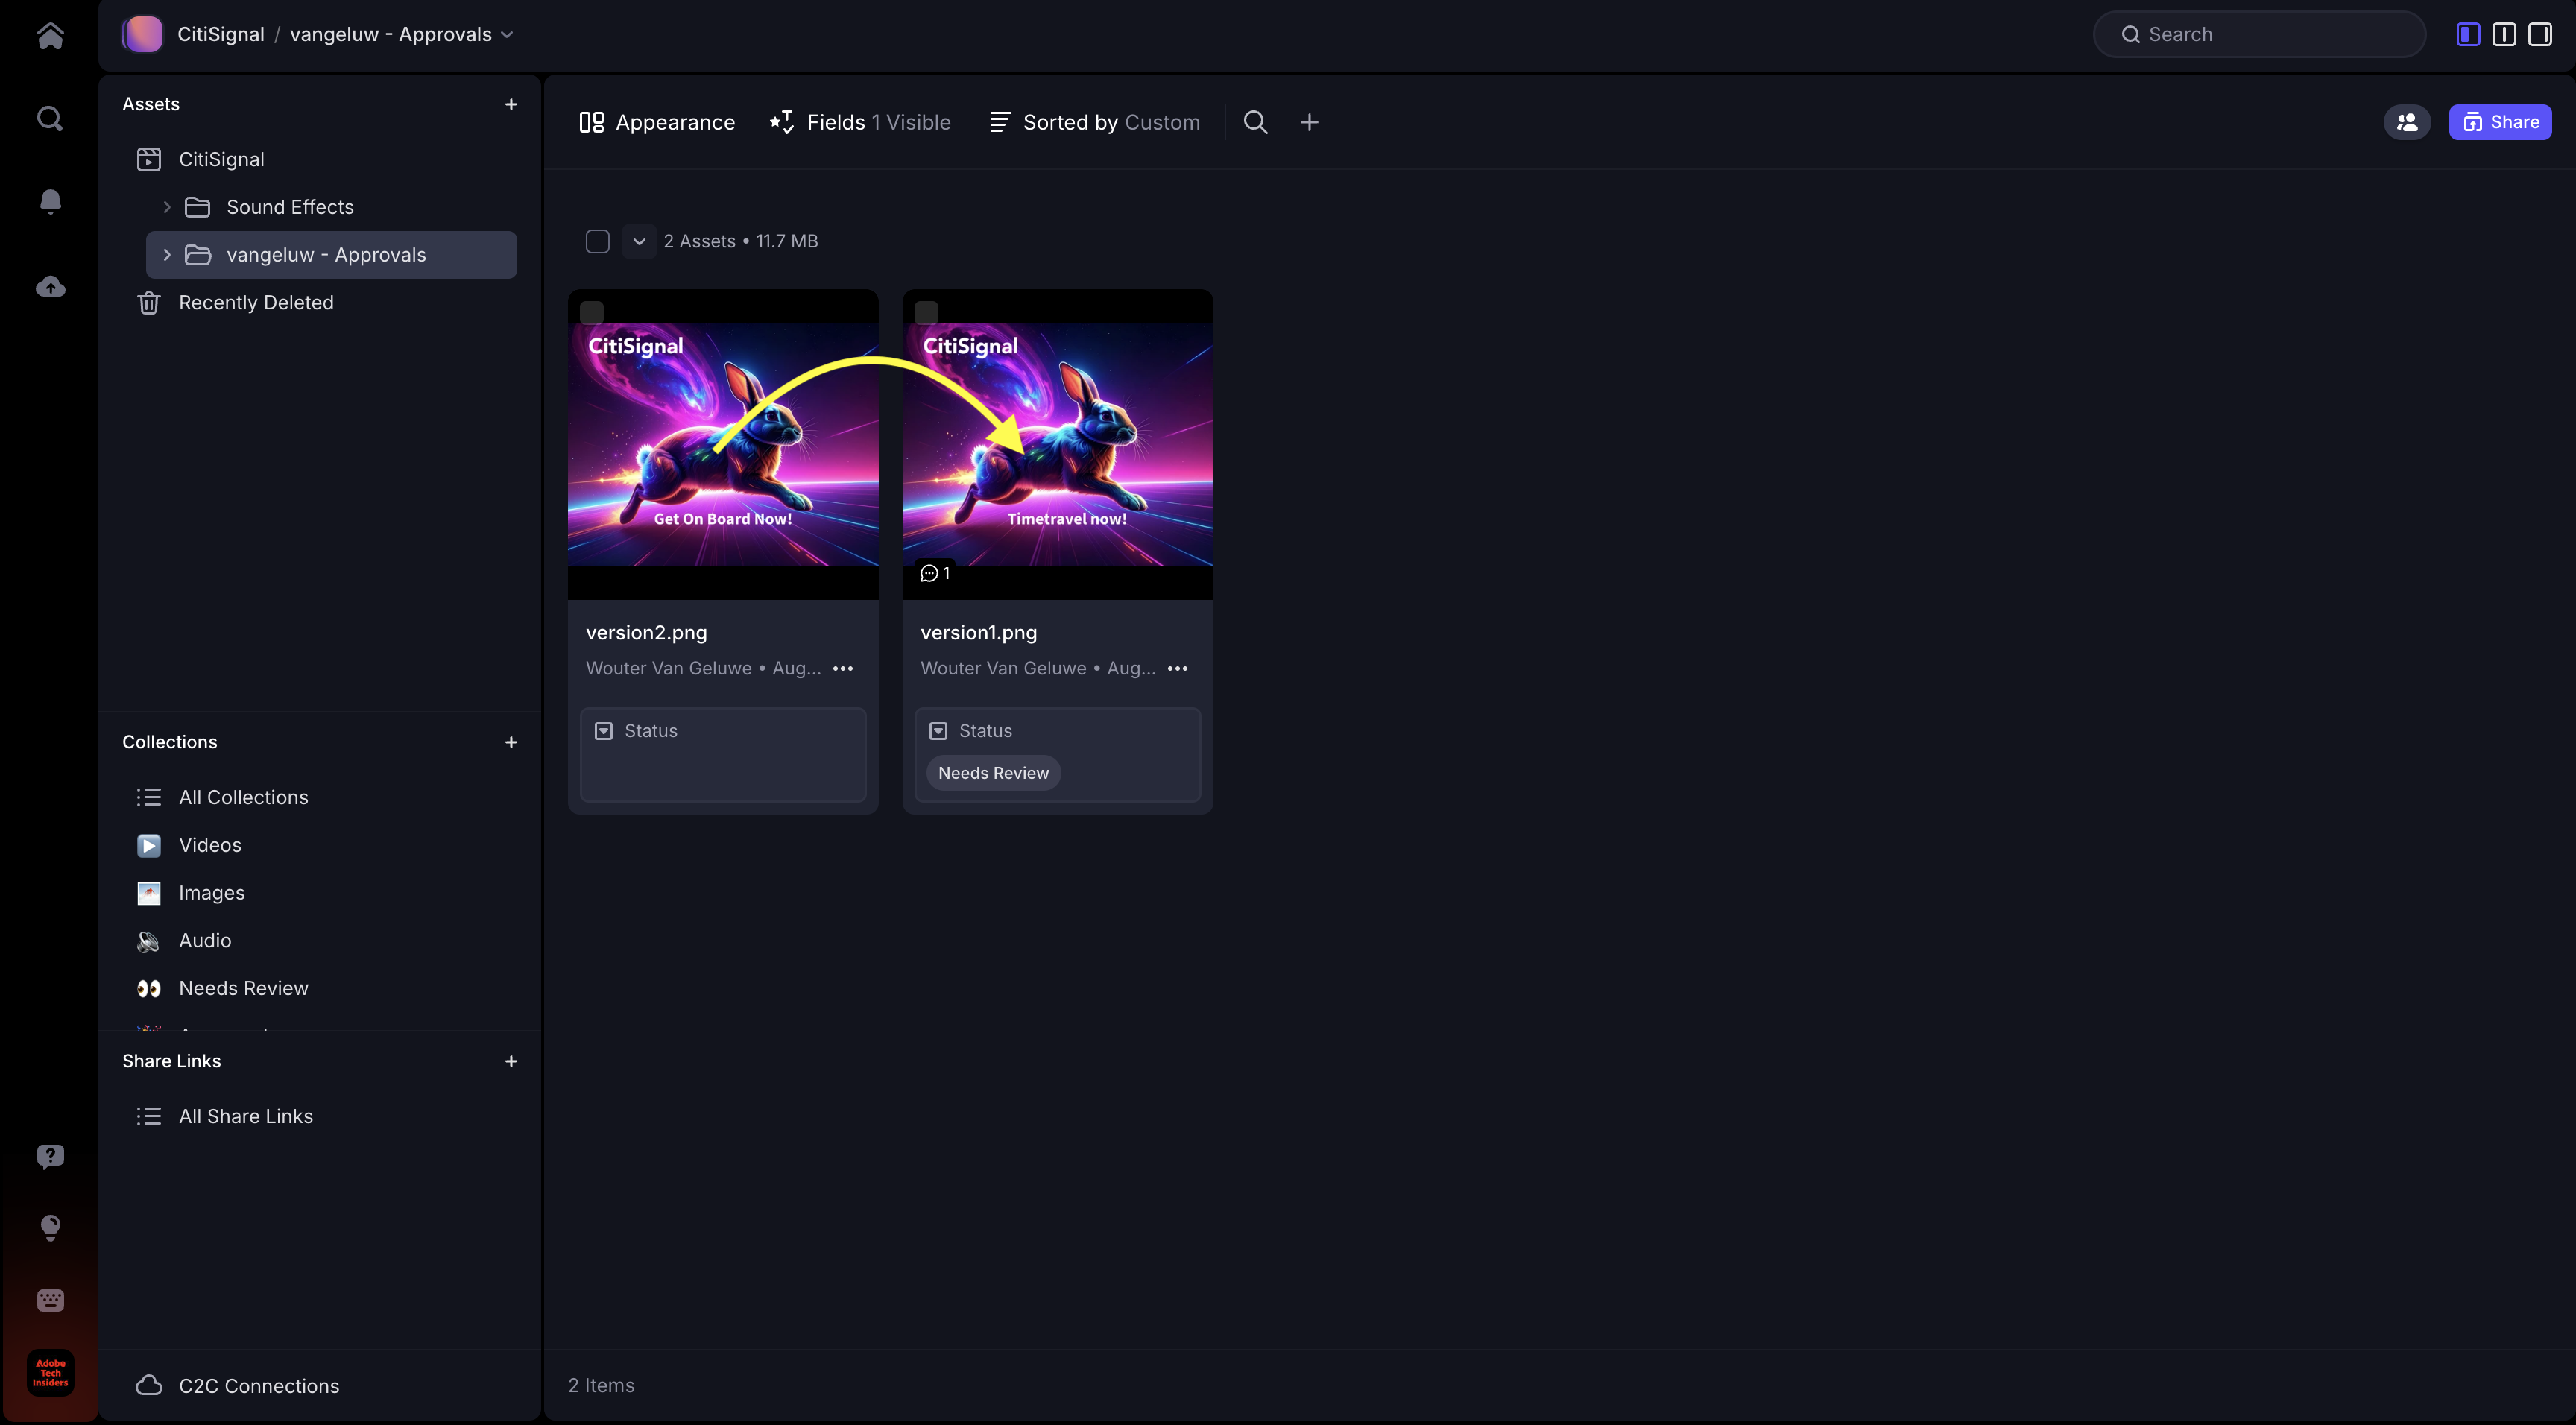 CitiSignal / vangeluw - Approvals
Search
Assets
CitiSignal
Sound Effects
vangeluw - Approvals
Recently Deleted
Collections
All Collections
Videos
Images
Audio
Needs Review
Share Links
All Share Links
C2C Connections
Adobe
Tech
Insiders
Appearance
Fields 1 Visible
Sorted by Custom
Share
2 Assets • 11.7 MB
CitiSignal
Get On Board Now!
version2.png
Wouter Van Geluwe • Aug...
Status
CitiSignal
Timetravel now!
1
version1.png
Wouter Van Geluwe • Aug...
Status
Needs Review
2 Items